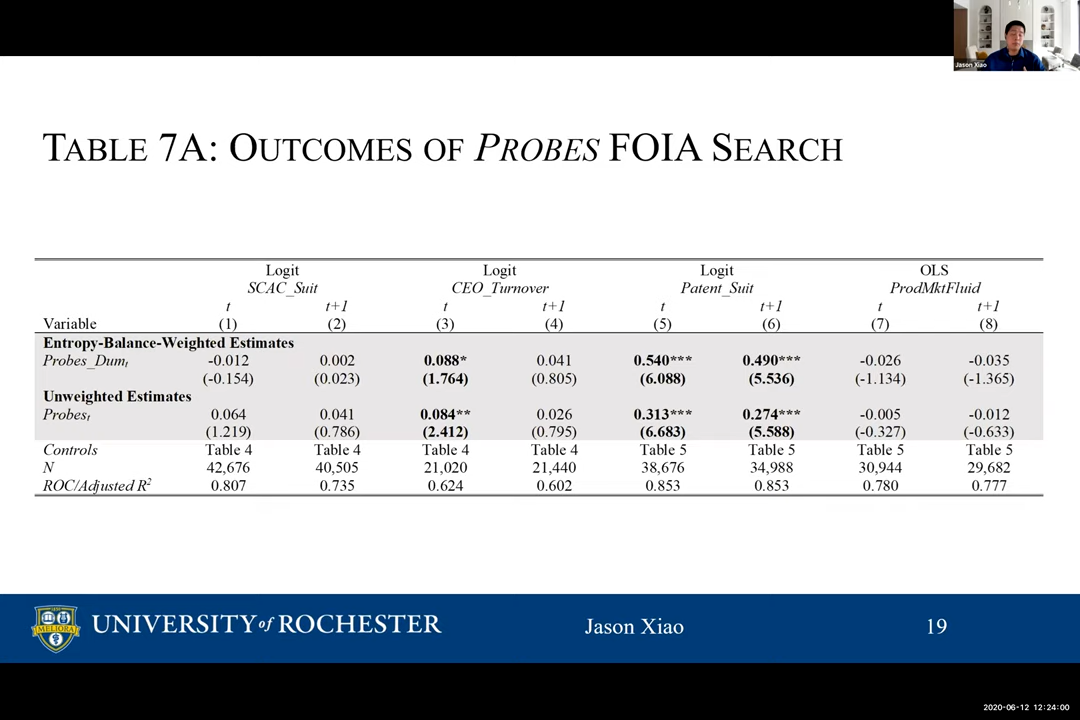 Jason Xiao
TABLE 7A: OUTCOMES OF PROBES FOIA SEARCH
Logit Logit Logit OLS
SCAC_Suit CEO_Turnover Patent_Suit ProdMktFluid
t t+1 t t+1 t t+1 t t+1
Variable (1) (2) (3) (4) (5) (6) (7) (8)
Entropy-Balance-Weighted Estimates
Probes_Dumt -0.012 0.002 0.088* 0.041 0.540*** 0.490*** -0.026 -0.035
(-0.154) (0.023) (1.764) (0.805) (6.088) (5.536) (-1.134) (-1.365)
Unweighted Estimates
Probest 0.064 0.041 0.084** 0.026 0.313*** 0.274*** -0.005 -0.012
(1.219) (0.786) (2.412) (0.795) (6.683) (5.588) (-0.327) (-0.633)
Controls Table 4 Table 4 Table 4 Table 4 Table 5 Table 5 Table 5 Table 5
N 42,676 40,505 21,020 21,440 38,676 34,988 30,944 29,682
ROC/Adjusted R2 0.807 0.735 0.624 0.602 0.853 0.853 0.780 0.777
MELIORA
UNIVERSITY of ROCHESTER
Jason Xiao
19
2020-06-12 12:24:00